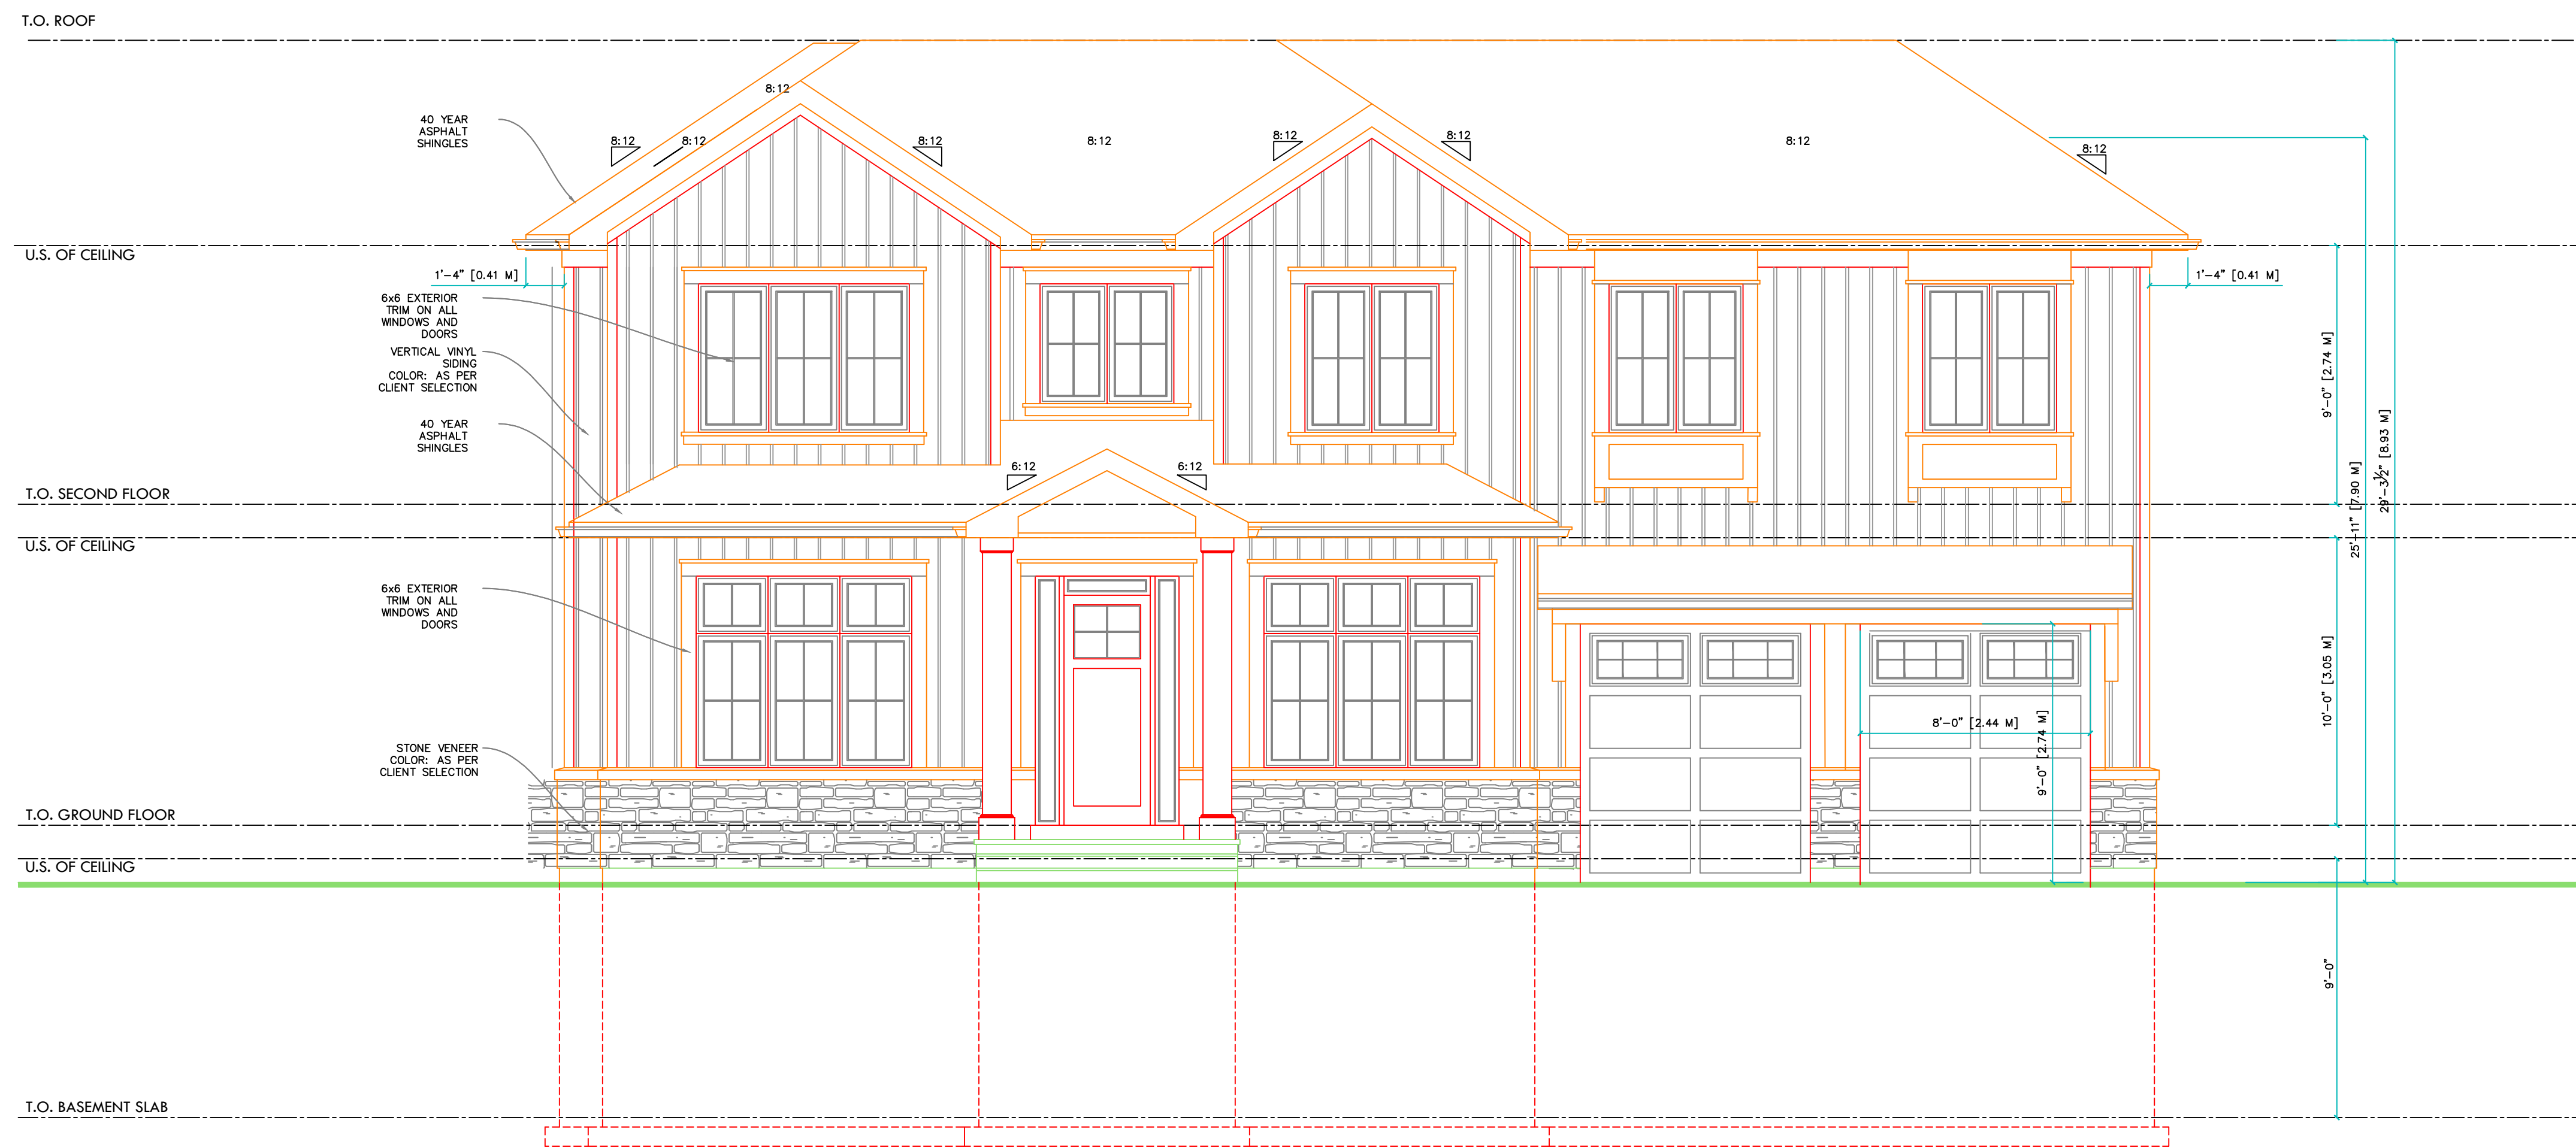 T.O. ROOF
8:12
40 YEAR
ASPHALT
SHINGLES
8:12
8:12
8:12
8:12
8:12
8:12
8:12
8:12
U.S. OF CEILING
1'-4" [0.41 M]
1'-4" [0.41 M]
6x6 EXTERIOR
TRIM ON ALL
WINDOWS AND
DOORS
VERTICAL VINYL
SIDING
COLOR: AS PER
CLIENT SELECTION
9'-0" [2.74 M]
40 YEAR
ASPHALT
SHINGLES
29'-3½" [8.93 M]
25'-11" [7.90 M]
6:12
6:12
T.O. SECOND FLOOR
U.S. OF CEILING
6x6 EXTERIOR
TRIM ON ALL
WINDOWS AND
DOORS
10'-0" [3.05 M]
8'-0" [2.44 M]
9'-0" [2.74 M]
STONE VENEER
COLOR: AS PER
CLIENT SELECTION
T.O. GROUND FLOOR
U.S. OF CEILING
9'-0"
T.O. BASEMENT SLAB